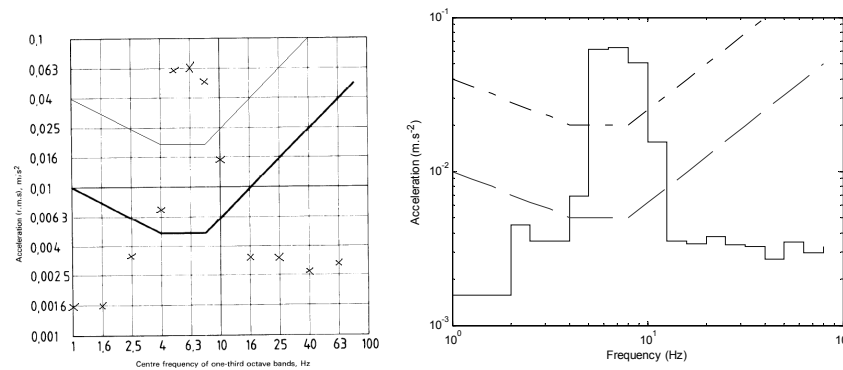 0,1
0,063
0,04
0,025
0,016
0,01
0,0063
0,004
0,0025
0,0016
0,001
Acceleration (r.m.s), m/s²
1 1,6 2,5 4 6,3 10 16 25 40 63 100
Centre frequency of one-third octave bands, Hz
10⁻¹
10⁻²
10⁻³
Acceleration (m.s⁻²)
10⁰ 10¹ 10
Frequency (Hz)